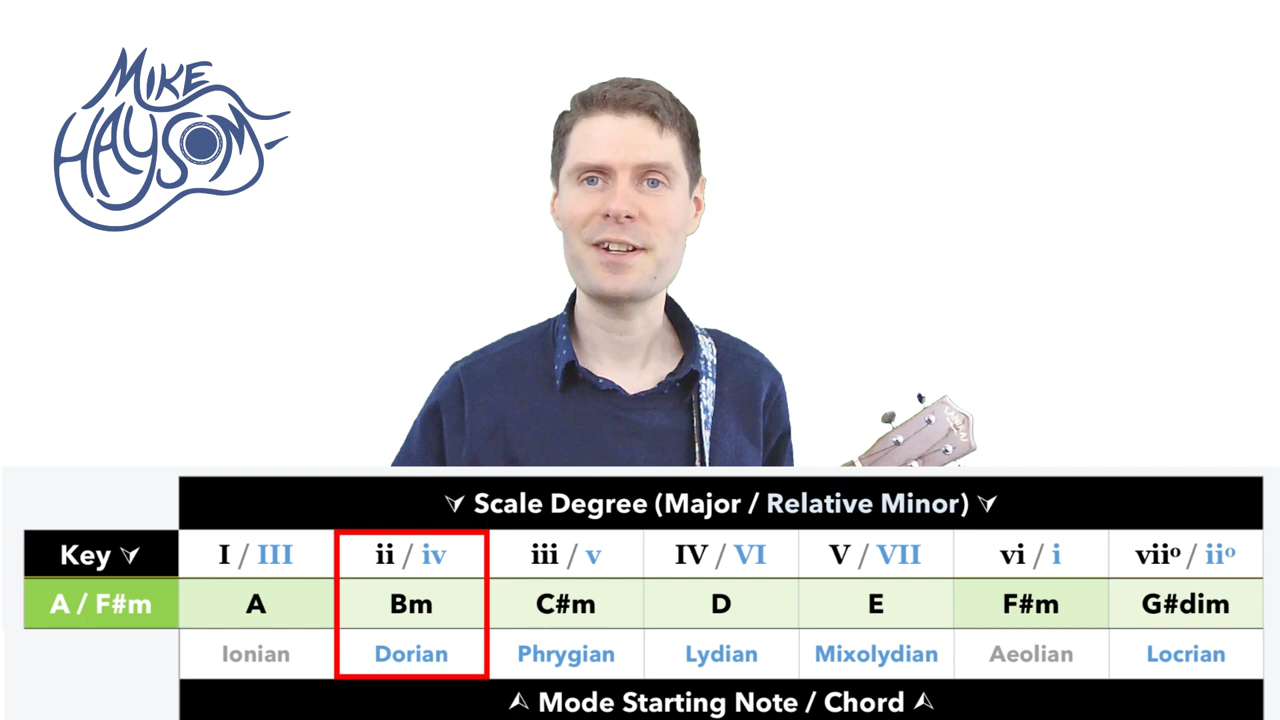 MIKE
HAYSOM
⮟ Scale Degree (Major / Relative Minor) ⮟
Key ⮟ I / III ii / iv iii / v IV / VI V / VII vi / i viiº / iiº
A / F#m A Bm C#m D E F#m G#dim
Ionian Dorian Phrygian Lydian Mixolydian Aeolian Locrian
⮝ Mode Starting Note / Chord ⮝